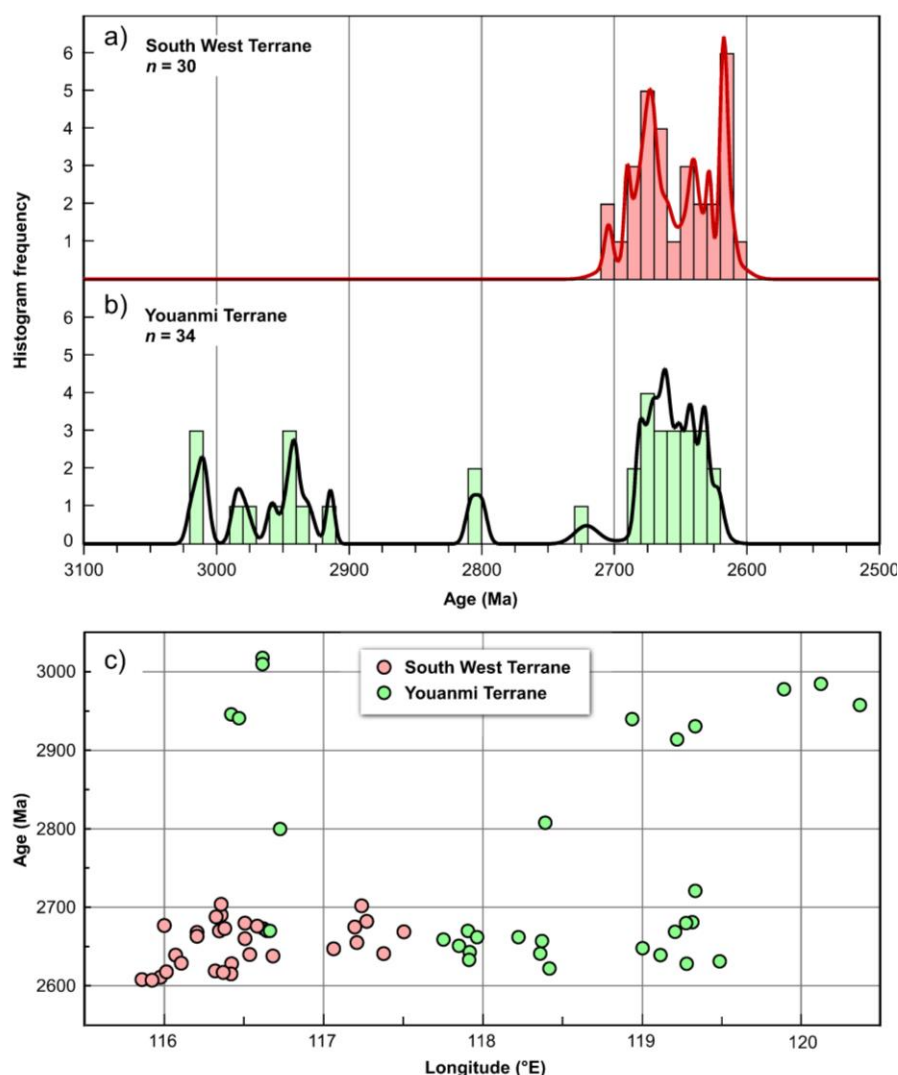 a)
South West Terrane
n = 30
6
5
4
3
2
1
Histogram frequency
b)
Youanmi Terrane
n = 34
6
5
4
3
2
1
0
3100 3000 2900 2800 2700 2600 2500
Age (Ma)
c)
South West Terrane
Youanmi Terrane
3000
2900
2800
2700
2600
Age (Ma)
116 117 118 119 120
Longitude (°E)